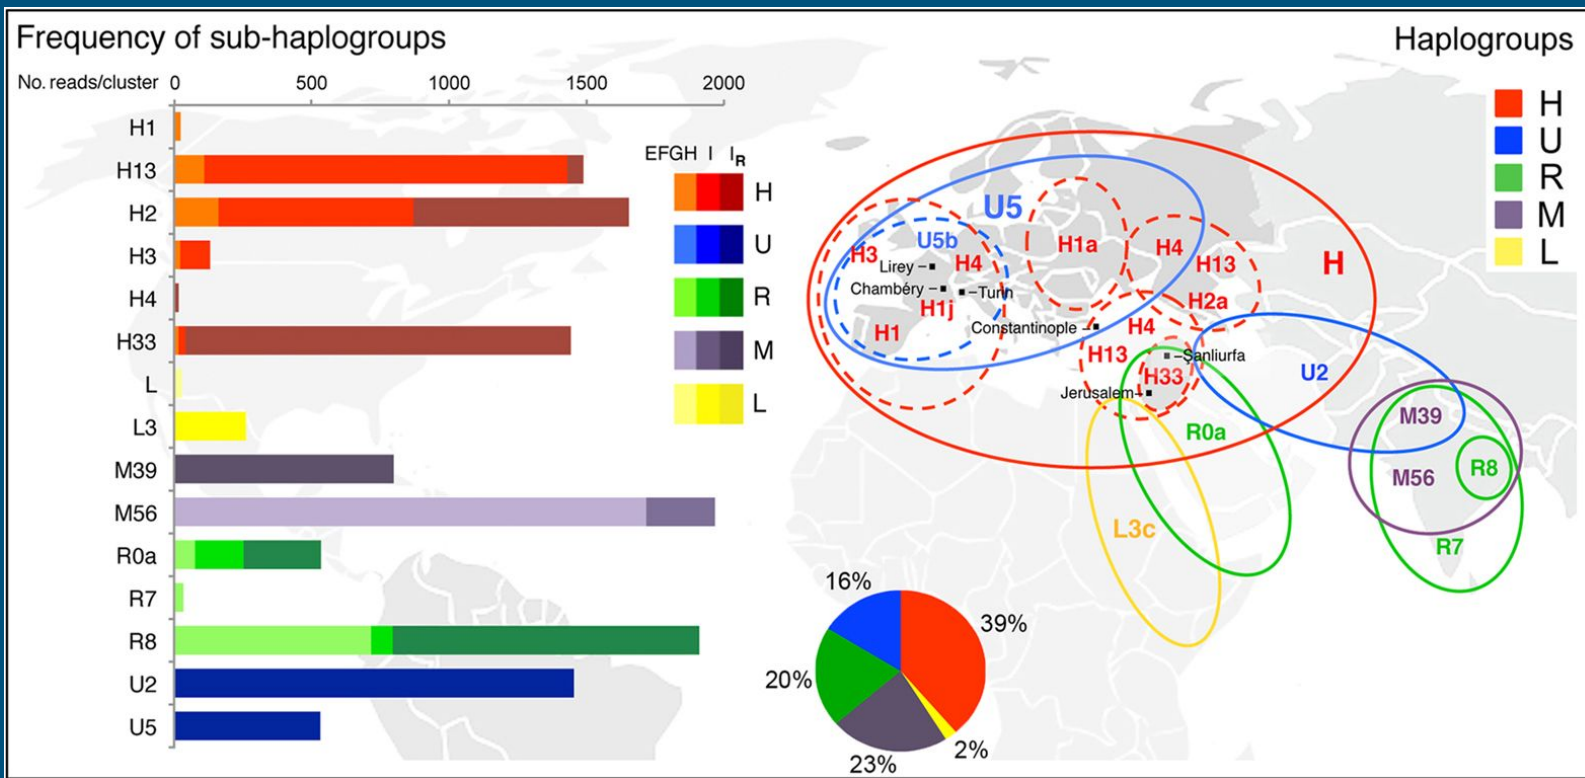 Frequency of sub-haplogroups
No. reads/cluster 0 500 1000 1500 2000
H1
H13
H2
H3
H4
H33
L
L3
M39
M56
R0a
R7
R8
U2
U5
EFGH I IR
H
U
R
M
L
Haplogroups
H
U
R
M
L
U5
U5b
H3
H4
Lirey
Chambéry
Turin
H1j
H1
H1a
H4
H13
H2a
H
Constantinople
H4
H13
Şanliurfa
H33
Jerusalem
U2
R0a
L3c
M39
M56
R8
R7
16%
39%
20%
23%
2%